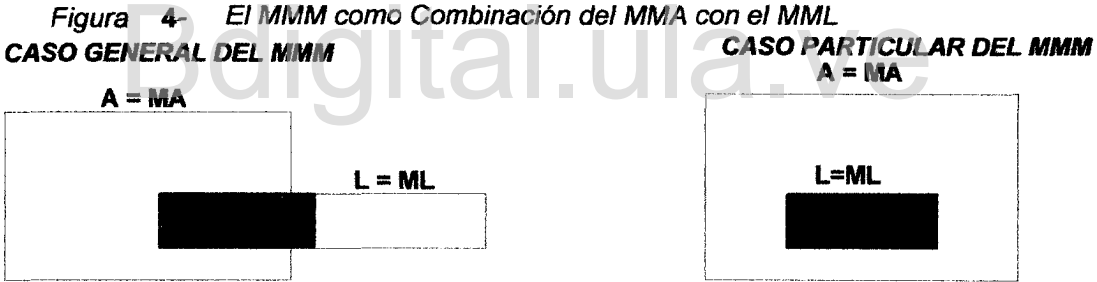 Figura 4- El MMM como Combinación del MMA con el MML
CASO GENERAL DEL MMM
CASO PARTICULAR DEL MMM
A = MA
A = MA
L = ML
L=ML
Bdigital.ula.ve